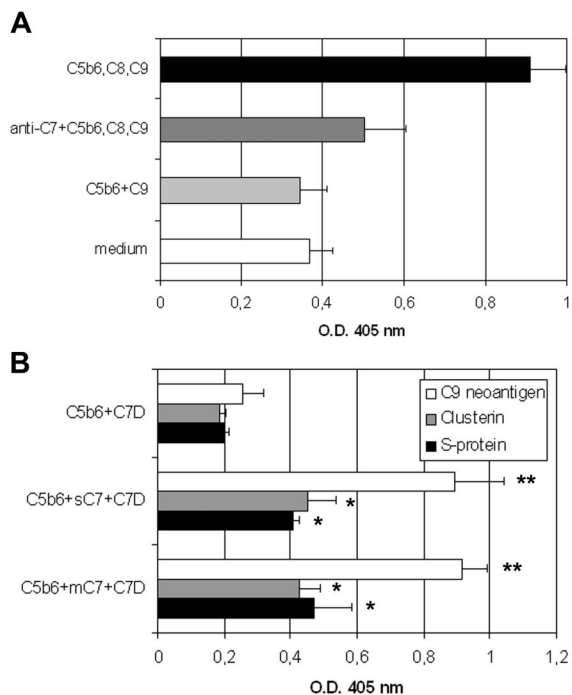 A
C5b6,C8,C9
anti-C7+C5b6,C8,C9
C5b6+C9
medium
0 0,2 0,4 0,6 0,8 1
O.D. 405 nm
B
C9 neoantigen
Clusterin
S-protein
C5b6+C7D
C5b6+sC7+C7D
**
*
*
C5b6+mC7+C7D
**
*
*
0 0,2 0,4 0,6 0,8 1 1,2
O.D. 405 nm